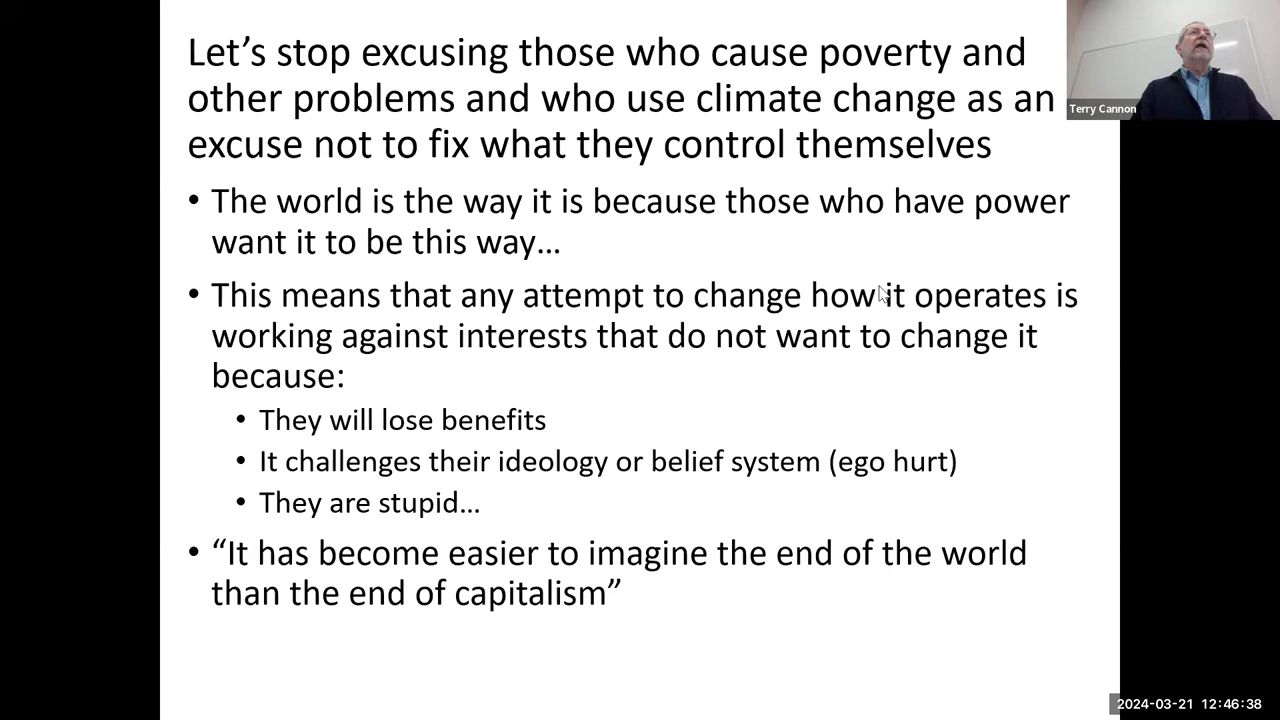 Let’s stop excusing those who cause poverty and
other problems and who use climate change as an
excuse not to fix what they control themselves
• The world is the way it is because those who have power
want it to be this way…
• This means that any attempt to change how it operates is
working against interests that do not want to change it
because:
• They will lose benefits
• It challenges their ideology or belief system (ego hurt)
• They are stupid…
• “It has become easier to imagine the end of the world
than the end of capitalism”
Terry Cannon
2024-03-21 12:46:38